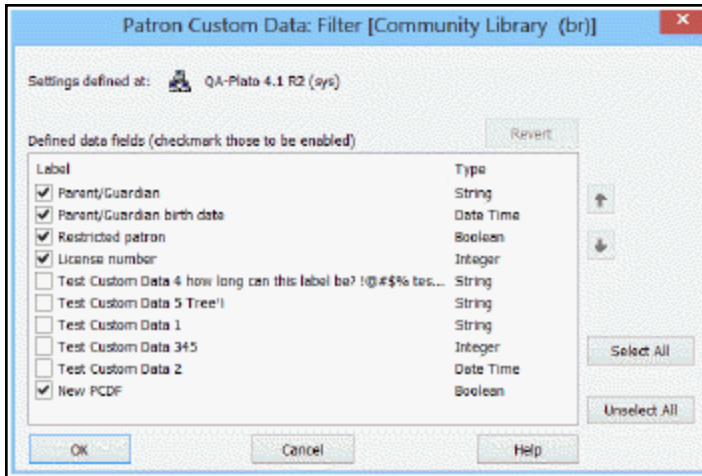 Patron Custom Data: Filter [Community Library (br)]
Settings defined at: QA-Plato 4.1 R2 (sys)
Defined data fields (checkmark those to be enabled) Revert
Label Type
Parent/Guardian String
Parent/Guardian birth date Date Time
Restricted patron Boolean
License number Integer
Test Custom Data 4 how long can this label be? !@#$% tes... String
Test Custom Data 5 Tree'! String
Test Custom Data 1 String
Test Custom Data 345 Integer
Test Custom Data 2 Date Time
New PCDF Boolean
Select All
Unselect All
OK Cancel Help